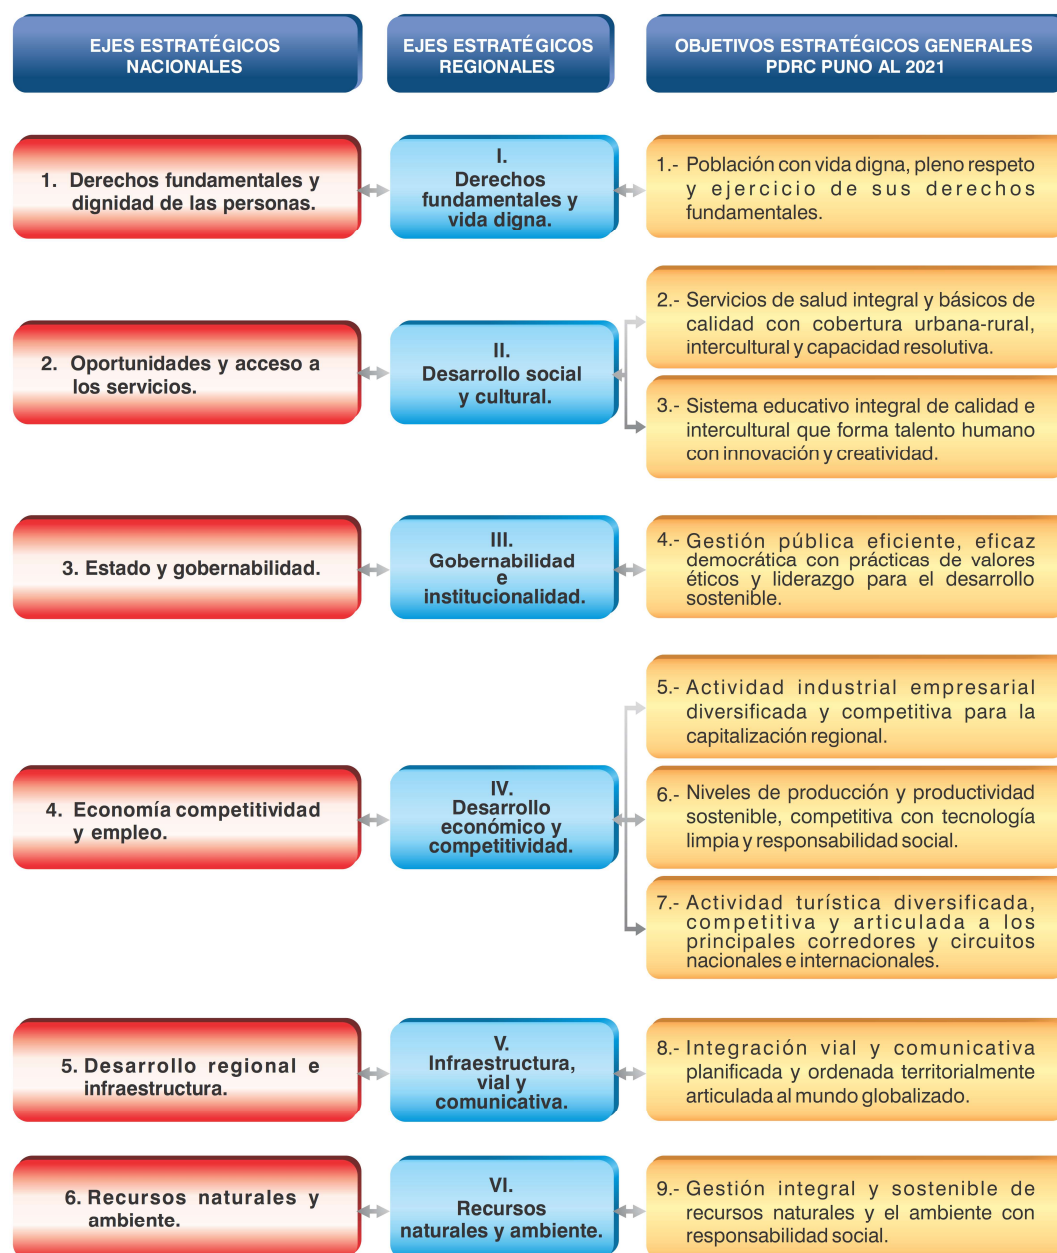 EJES ESTRATÉGICOS
NACIONALES
EJES ESTRATÉGICOS
REGIONALES
OBJETIVOS ESTRATÉGICOS GENERALES
PDRC PUNO AL 2021
1. Derechos fundamentales y
dignidad de las personas.
I.
Derechos
fundamentales y
vida digna.
1.- Población con vida digna, pleno respeto
y ejercicio de sus derechos
fundamentales.
2. Oportunidades y acceso a
los servicios.
II.
Desarrollo social
y cultural.
2.- Servicios de salud integral y básicos de
calidad con cobertura urbana-rural,
intercultural y capacidad resolutiva.
3.- Sistema educativo integral de calidad e
intercultural que forma talento humano
con innovación y creatividad.
3. Estado y gobernabilidad.
III.
Gobernabilidad
e
institucionalidad.
4.- Gestión pública eficiente, eficaz
democrática con prácticas de valores
éticos y liderazgo para el desarrollo
sostenible.
4. Economía competitividad
y empleo.
IV.
Desarrollo
económico y
competitividad.
5.- Actividad industrial empresarial
diversificada y competitiva para la
capitalización regional.
6.- Niveles de producción y productividad
sostenible, competitiva con tecnología
limpia y responsabilidad social.
7.- Actividad turística diversificada,
competitiva y articulada a los
principales corredores y circuitos
nacionales e internacionales.
5. Desarrollo regional e
infraestructura.
V.
Infraestructura,
vial y
comunicativa.
8.- Integración vial y comunicativa
planificada y ordenada territorialmente
articulada al mundo globalizado.
6. Recursos naturales y
ambiente.
VI.
Recursos
naturales y ambiente.
9.- Gestión integral y sostenible de
recursos naturales y el ambiente con
responsabilidad social.